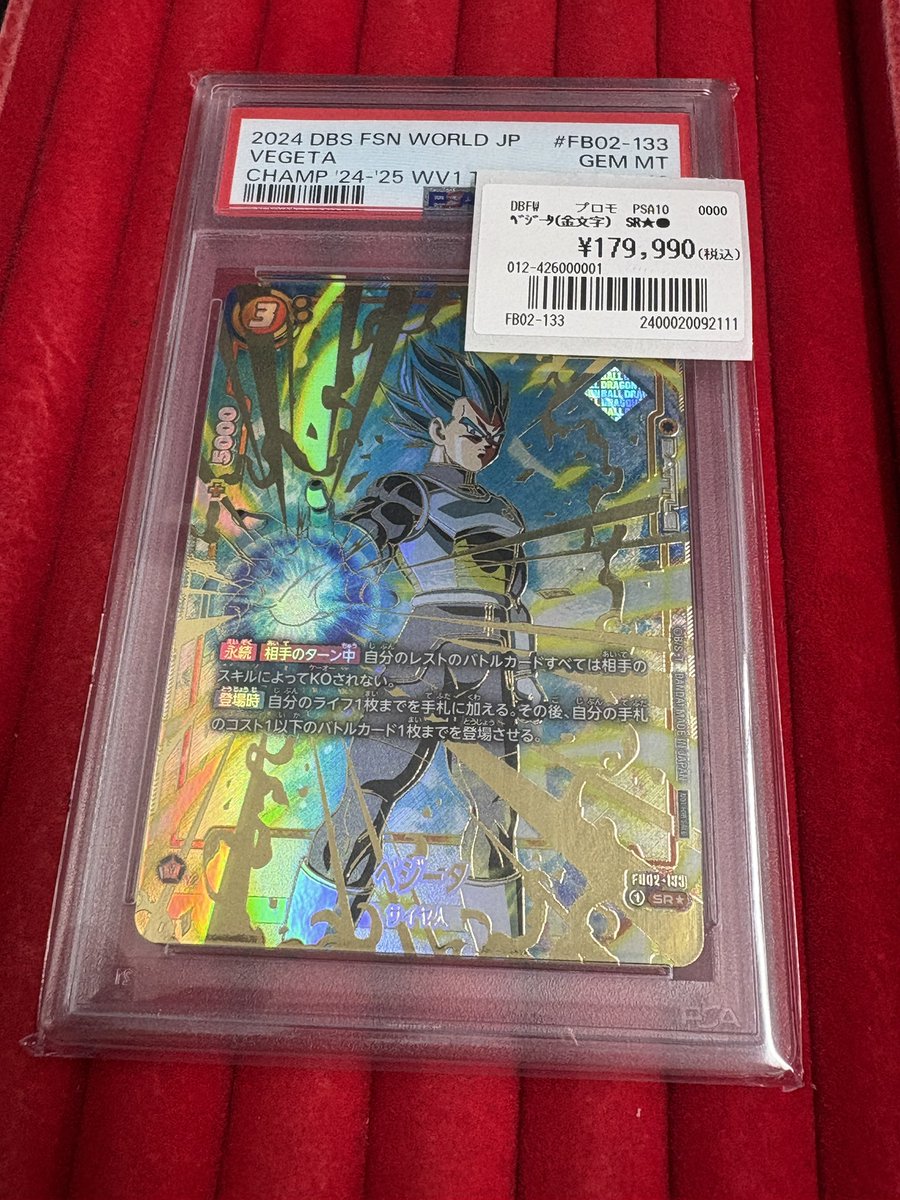 2024 DBS FSN WORLD JP #FB02-133
VEGETA GEM MT
CHAMP '24-'25 WV1
DBFW プロモ PSA10 0000
ﾍﾞｼﾞｰﾀ(金文字) SR★●
¥179,990(税込)
012-426000001
FB02-133 2400020092111
3
+5000
BATTLE
永続 相手のターン中 自分のレストのバトルカードすべては相手の
スキルによってKOされない。
登場時 自分のライフ1枚までを手札に加える。その後、自分の手札
のコスト1以下のバトルカード1枚までを登場させる。
ベジータ
サイヤ人
FB02-133
1 SR★
PSA